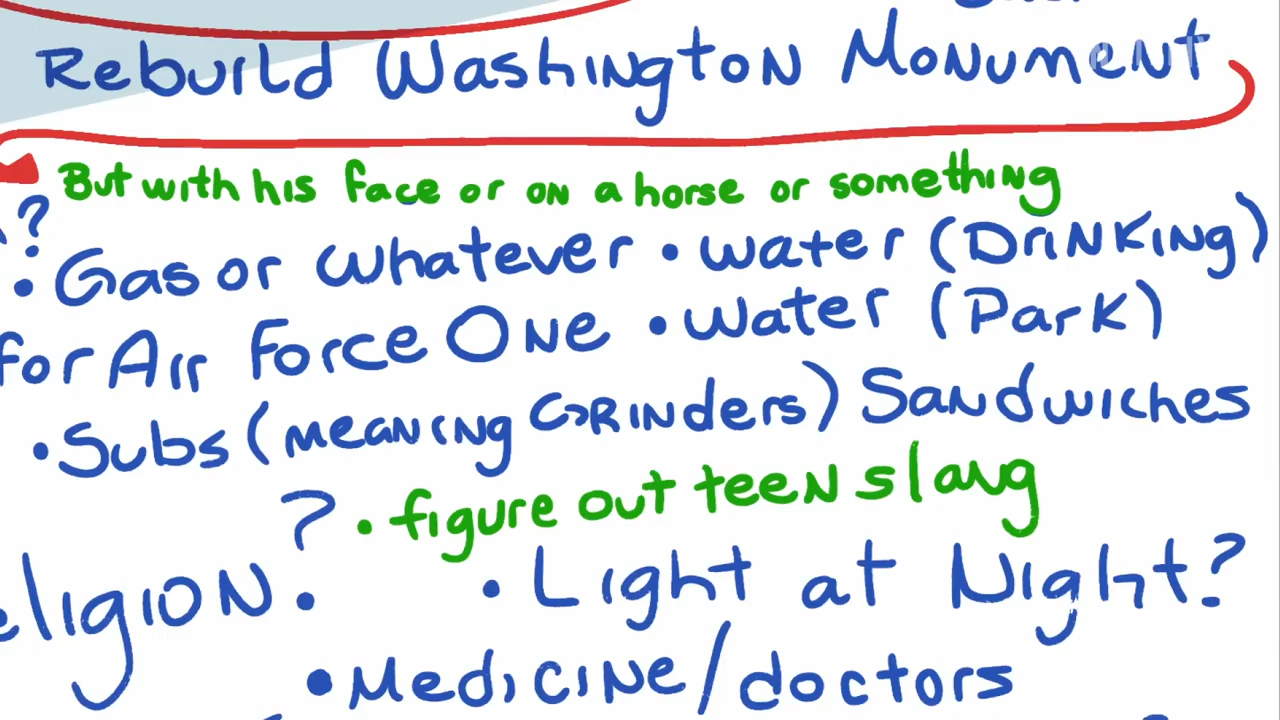 Rebuild Washington Monument
But with his face or on a horse or something
?
• Gas or whatever • water (Drinking)
for Air Force One • water (Park)
• Subs (meaning Grinders) Sandwiches
? • figure out teen slang
eligion. • Light at Night?
• Medicine/doctors